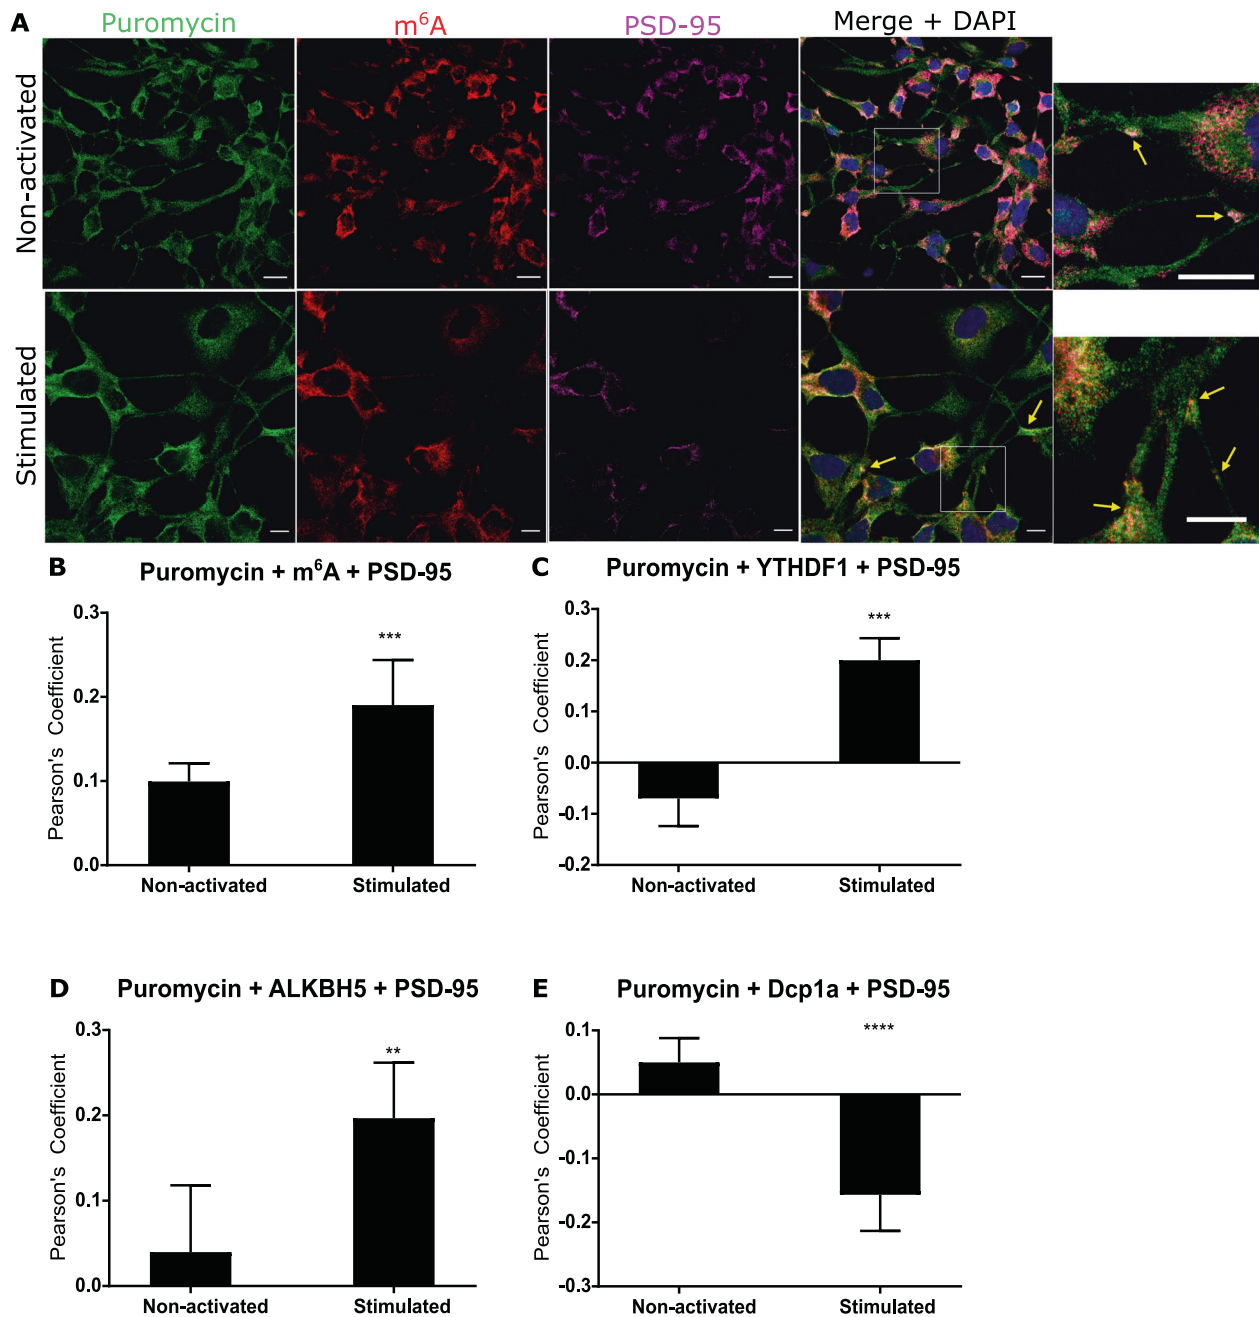 A
Puromycin
m⁶A
PSD-95
Merge + DAPI
Non-activated
Stimulated
B
Puromycin + m⁶A + PSD-95
Pearson's Coefficient
0.3
0.2
0.1
0.0
***
Non-activated
Stimulated
C
Puromycin + YTHDF1 + PSD-95
Pearson's Coefficient
0.3
0.2
0.1
0.0
-0.1
-0.2
***
Non-activated
Stimulated
D
Puromycin + ALKBH5 + PSD-95
Pearson's Coefficient
0.3
0.2
0.1
0.0
**
Non-activated
Stimulated
E
Puromycin + Dcp1a + PSD-95
Pearson's Coefficient
0.1
0.0
-0.1
-0.2
-0.3
****
Non-activated
Stimulated